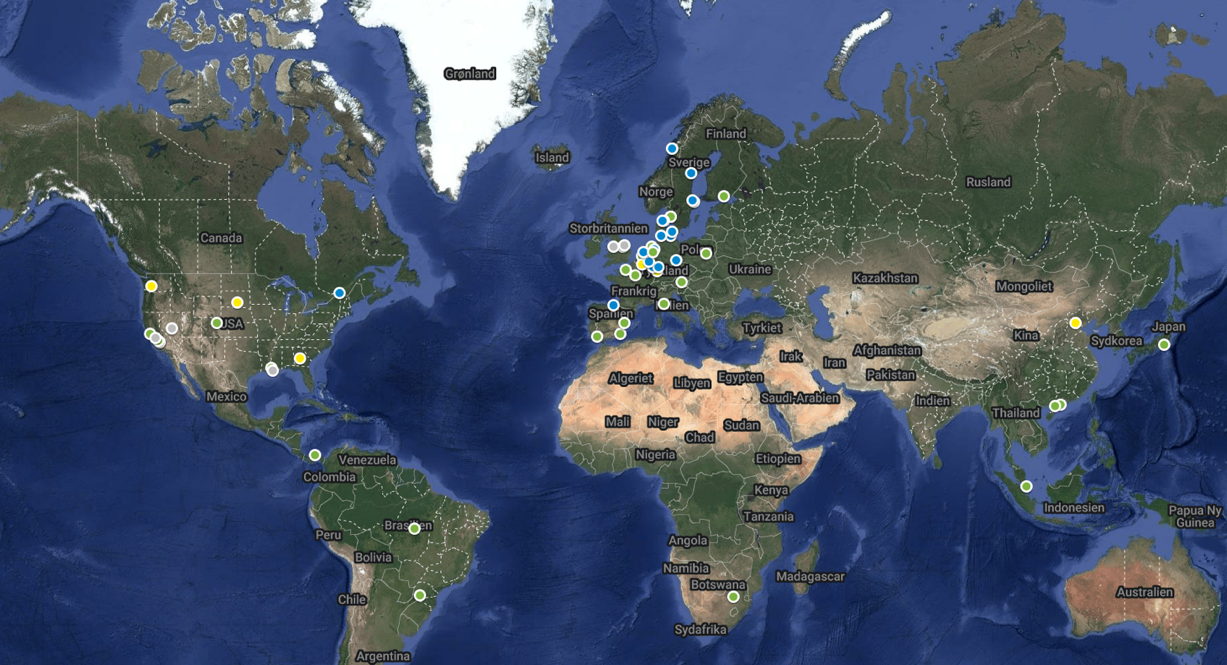 Grønland
Finland
Island
Sverige
Rusland
Norge
Storbritannien
Canada
Ukraine
Kazakhstan
Mongoliet
Frankrig
Spanien
USA
Tyrkiet
Kina
Sydkorea
Japan
Irak
Iran
Afghanistan
Pakistan
Algeriet
Libyen
Egypten
Saudi-Arabien
Indien
Mexico
Mali
Niger
Chad
Sudan
Thailand
Nigeria
Etiopien
Venezuela
Colombia
Kenya
Tanzania
Indonesien
Papua Ny
Guinea
Peru
Brasilien
Bolivia
Angola
Namibia
Botswana
Madagascar
Chile
Australien
Sydafrika
Argentina